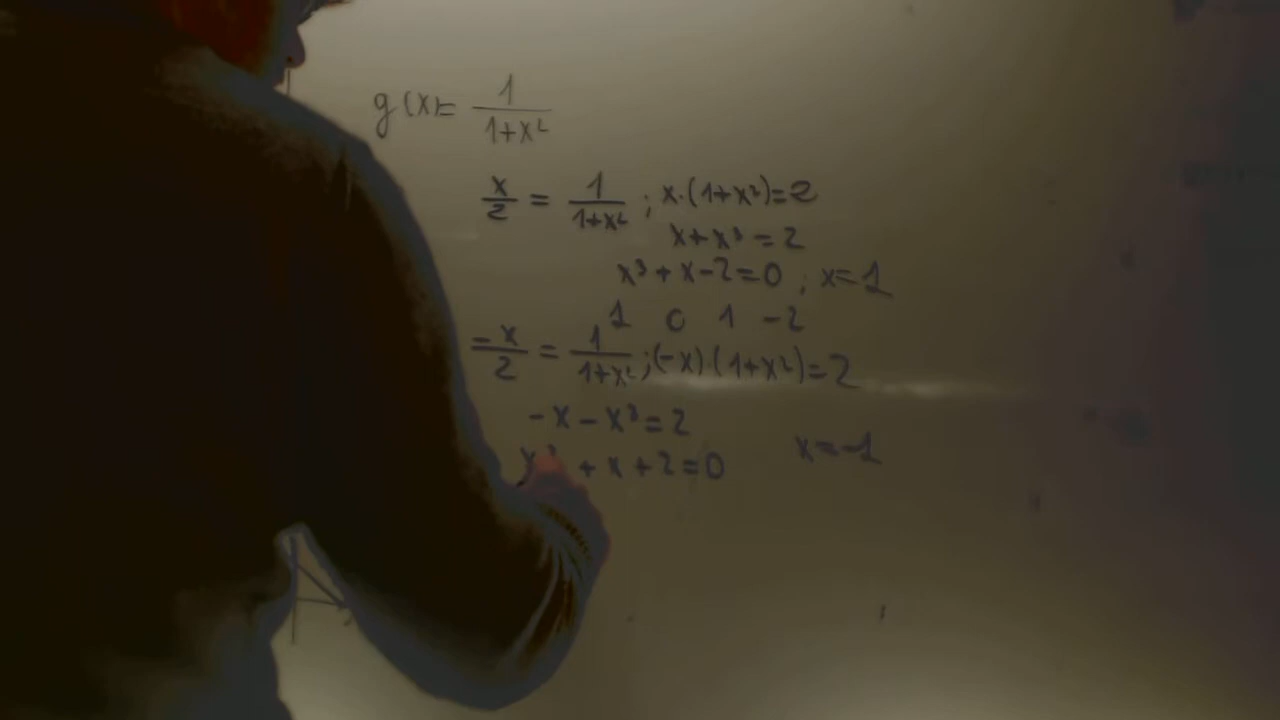 g(x)= 1/(1+x²)
x/2 = 1/(1+x²) ; x·(1+x²)=2
x+x³=2
x³+x-2=0 ; x=1
1 0 1 -2
-x/2 = 1/(1+x²) ; (-x)·(1+x²)=2
-x-x³=2
x³+x+2=0 x=-1